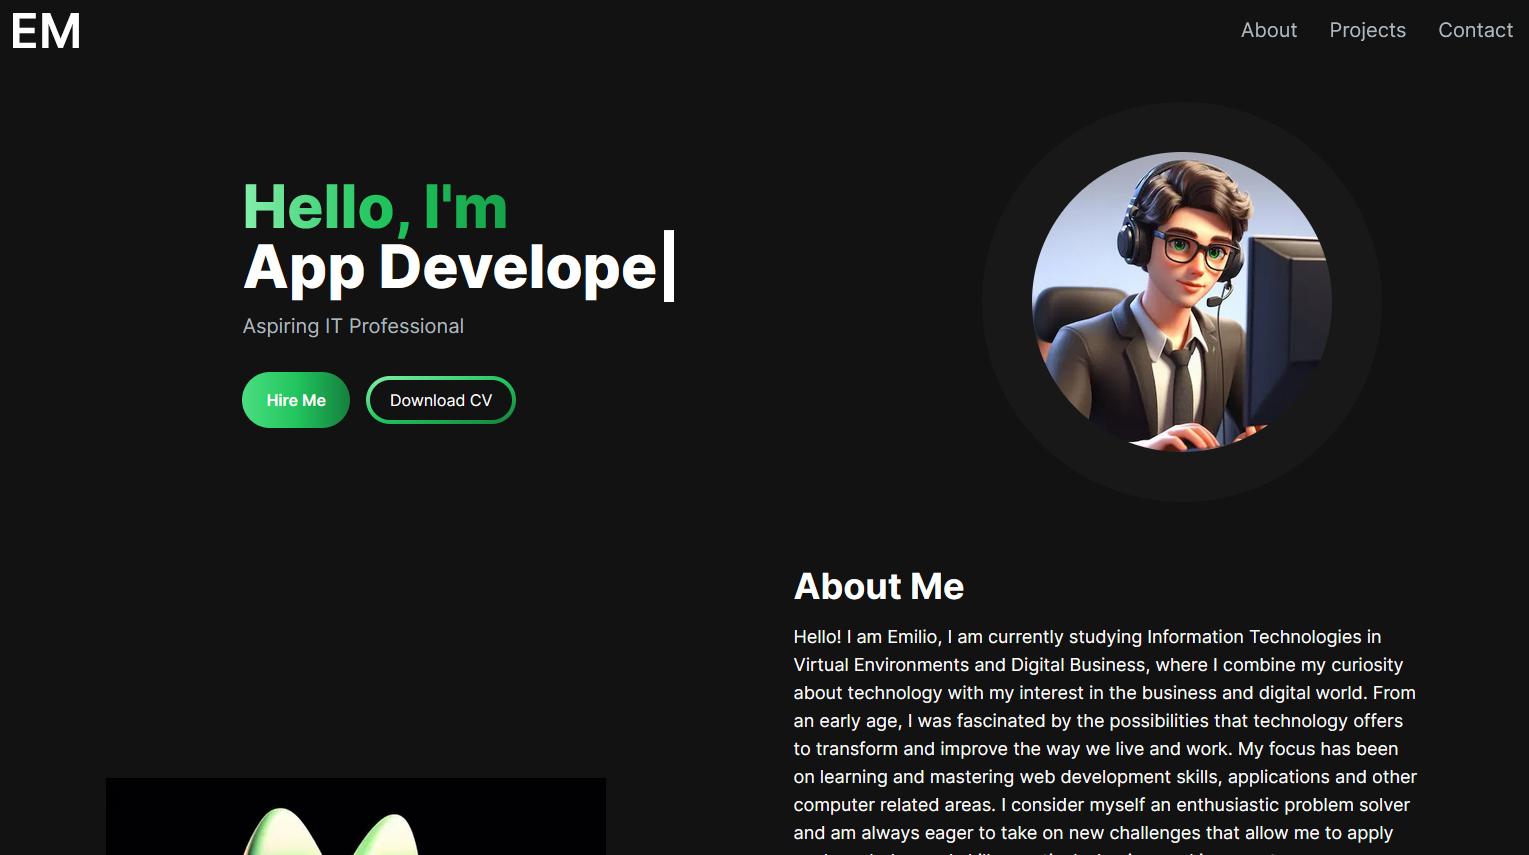 EM
About Projects Contact
Hello, I'm
App Develope
Aspiring IT Professional
Hire Me
Download CV
About Me
Hello! I am Emilio, I am currently studying Information Technologies in
Virtual Environments and Digital Business, where I combine my curiosity
about technology with my interest in the business and digital world. From
an early age, I was fascinated by the possibilities that technology offers
to transform and improve the way we live and work. My focus has been
on learning and mastering web development skills, applications and other
computer related areas. I consider myself an enthusiastic problem solver
and am always eager to take on new challenges that allow me to apply